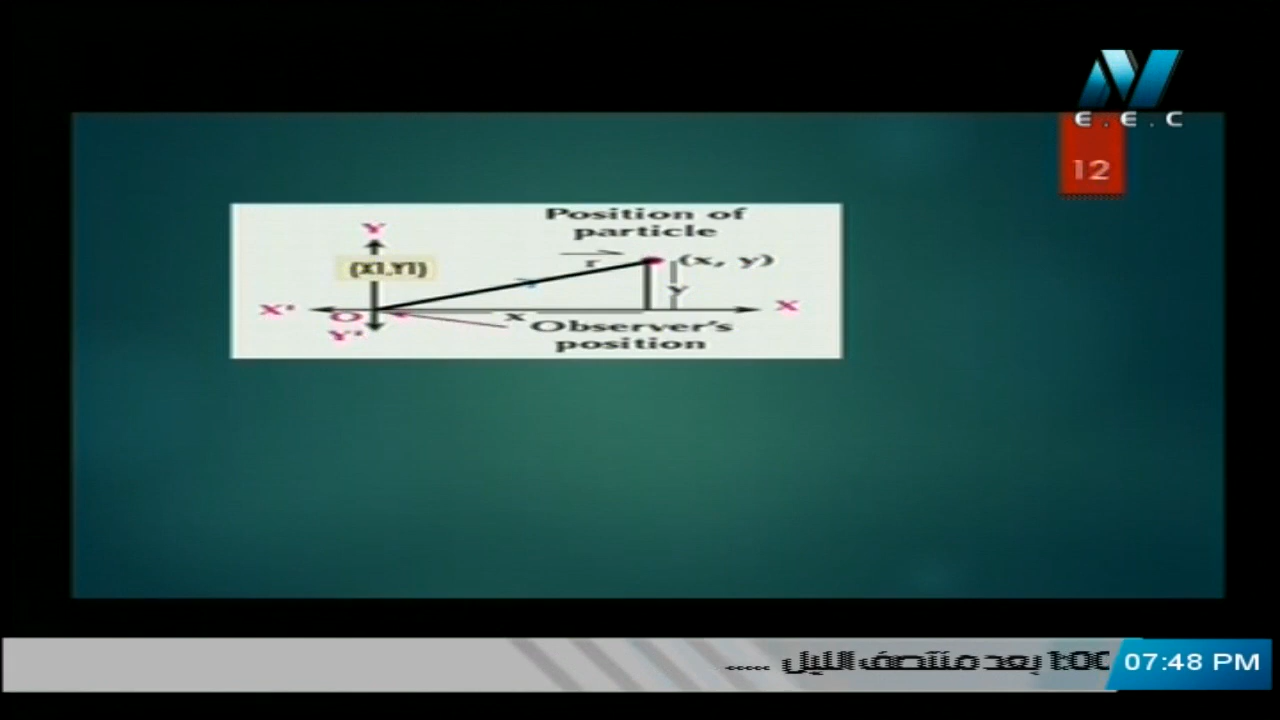 E.E.C
12
Position of
particle
Y
(X1,Y1)
r
(x, y)
Y
X'
O
X
x
Y'
Observer's
position
1:00 بعد منتصف الليل .....
07:48 PM